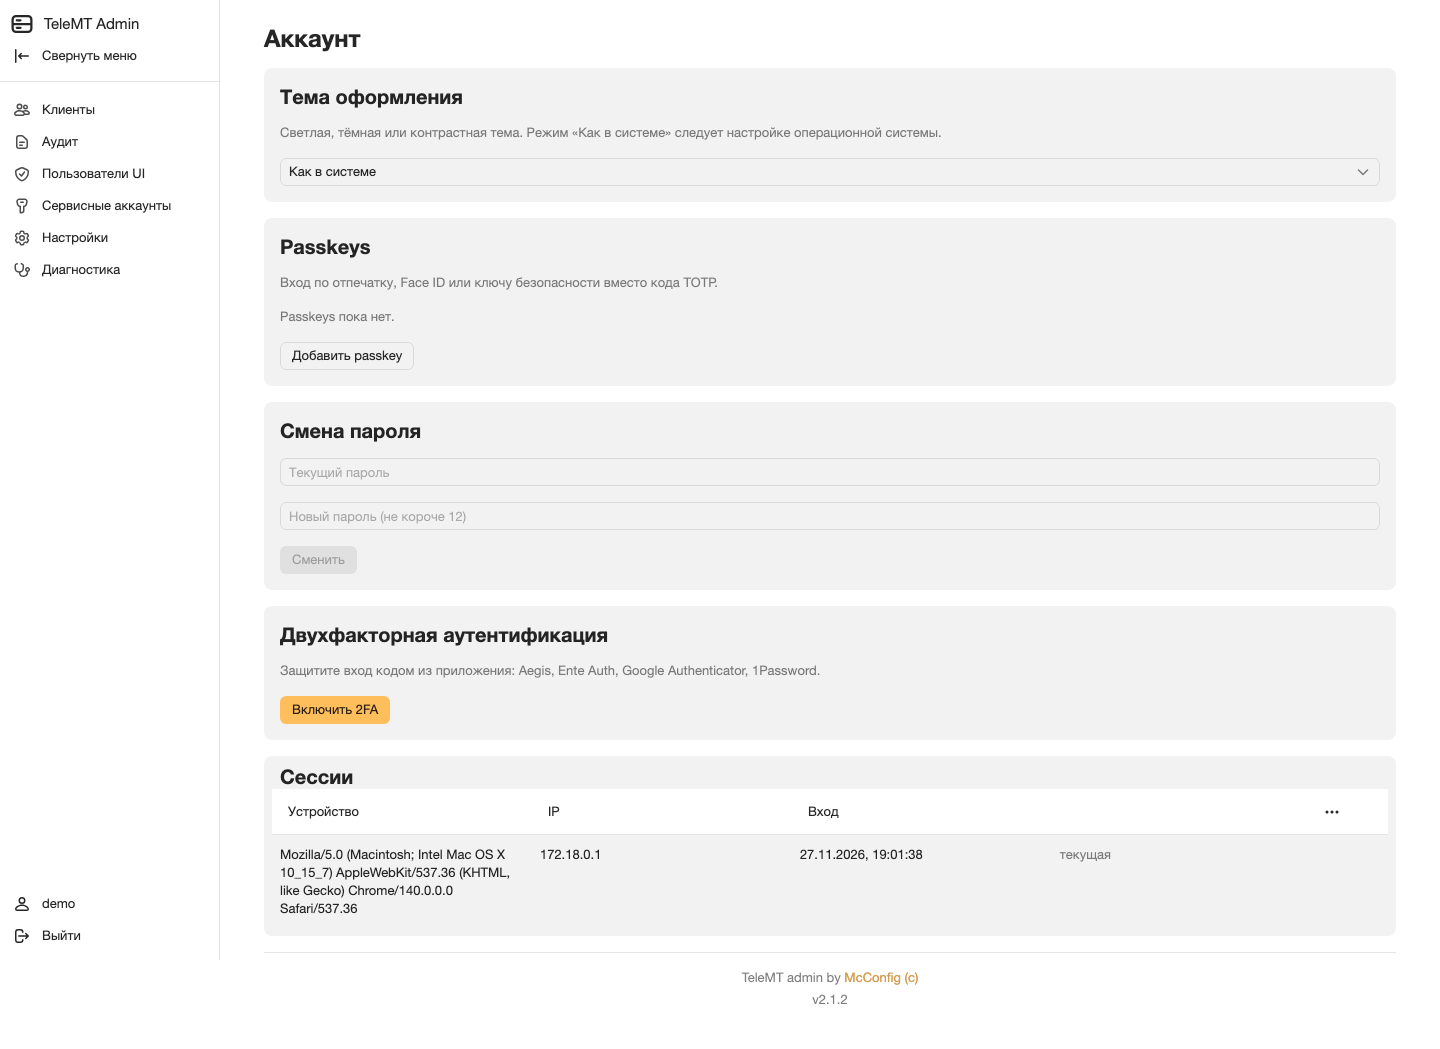 TeleMT Admin
Свернуть меню
Клиенты
Аудит
Пользователи UI
Сервисные аккаунты
Настройки
Диагностика
demo
Выйти
Аккаунт
Тема оформления
Светлая, тёмная или контрастная тема. Режим «Как в системе» следует настройке операционной системы.
Как в системе
Passkeys
Вход по отпечатку, Face ID или ключу безопасности вместо кода TOTP.
Passkeys пока нет.
Добавить passkey
Смена пароля
Текущий пароль
Новый пароль (не короче 12)
Сменить
Двухфакторная аутентификация
Защитите вход кодом из приложения: Aegis, Ente Auth, Google Authenticator, 1Password.
Включить 2FA
Сессии
Устройство IP Вход
Mozilla/5.0 (Macintosh; Intel Mac OS X 172.18.0.1 27.11.2026, 19:01:38 текущая
10_15_7) AppleWebKit/537.36 (KHTML,
like Gecko) Chrome/140.0.0.0
Safari/537.36
TeleMT admin by McConfig (c)
v2.1.2